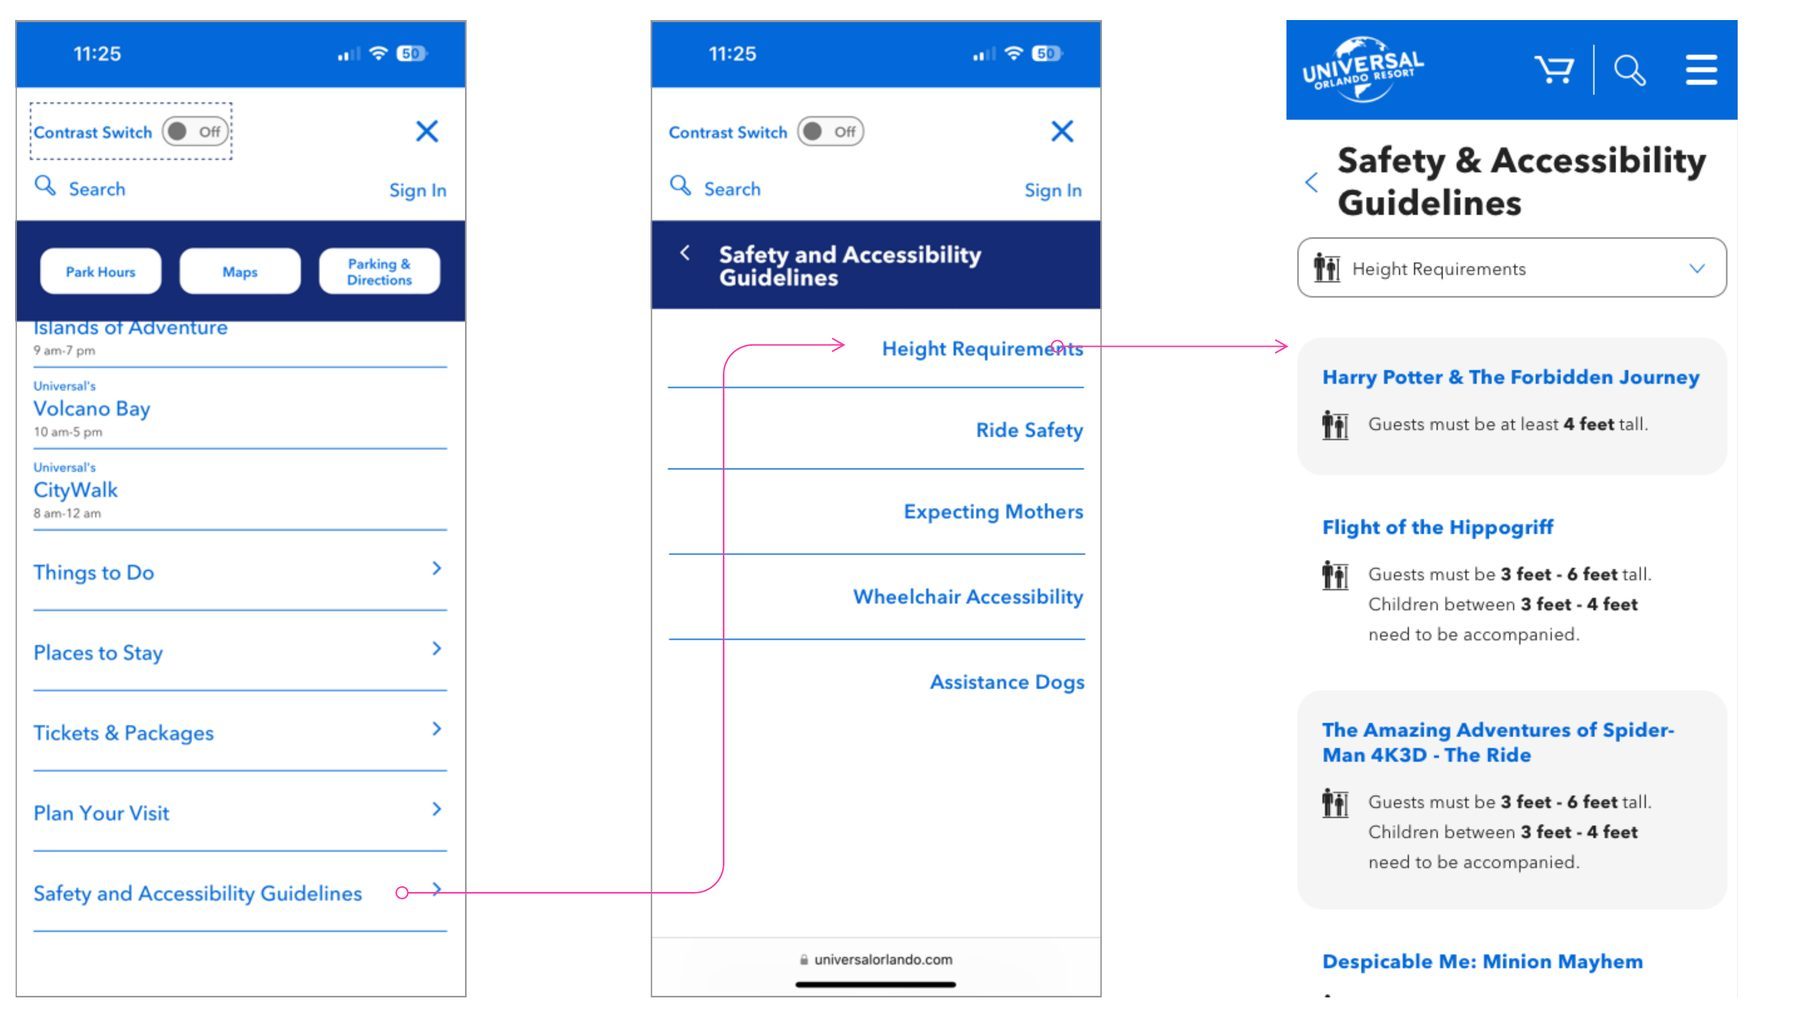 11:25
50
Contrast Switch Off
Search
Sign In
Park Hours
Maps
Parking &
Directions
Islands of Adventure
9 am-7 pm
Universal's
Volcano Bay
10 am-5 pm
Universal's
CityWalk
8 am-12 am
Things to Do
Places to Stay
Tickets & Packages
Plan Your Visit
Safety and Accessibility Guidelines
11:25
50
Contrast Switch Off
Search
Sign In
Safety and Accessibility
Guidelines
Height Requirements
Ride Safety
Expecting Mothers
Wheelchair Accessibility
Assistance Dogs
universalorlando.com
UNIVERSAL
ORLANDO RESORT
Safety & Accessibility
Guidelines
Height Requirements
Harry Potter & The Forbidden Journey
Guests must be at least 4 feet tall.
Flight of the Hippogriff
Guests must be 3 feet - 6 feet tall.
Children between 3 feet - 4 feet
need to be accompanied.
The Amazing Adventures of Spider-
Man 4K3D - The Ride
Guests must be 3 feet - 6 feet tall.
Children between 3 feet - 4 feet
need to be accompanied.
Despicable Me: Minion Mayhem